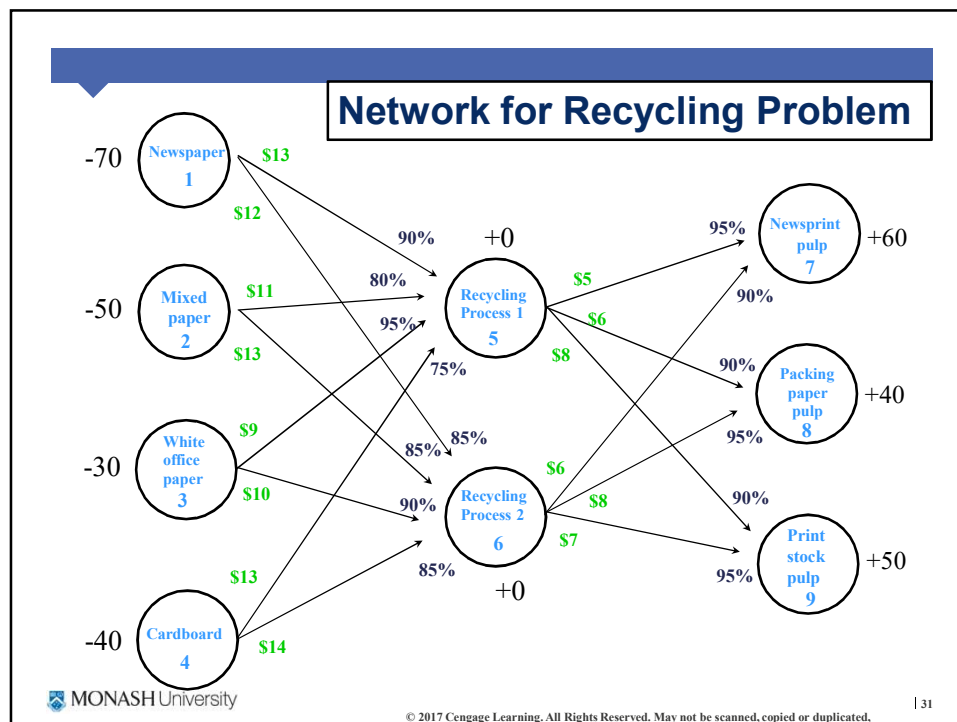 Network for Recycling Problem
-70
Newspaper
1
$13
$12
-50
Mixed
paper
2
$11
$13
-30
White
office
paper
3
$9
$10
-40
Cardboard
4
$13
$14
90%
80%
95%
75%
+0
Recycling
Process 1
5
$5
$6
$8
85%
85%
90%
85%
Recycling
Process 2
6
+0
$6
$8
$7
95%
90%
Newsprint
pulp
7
+60
90%
95%
Packing
paper
pulp
8
+40
90%
95%
Print
stock
pulp
9
+50
MONASH University
31
© 2017 Cengage Learning. All Rights Reserved. May not be scanned, copied or duplicated,